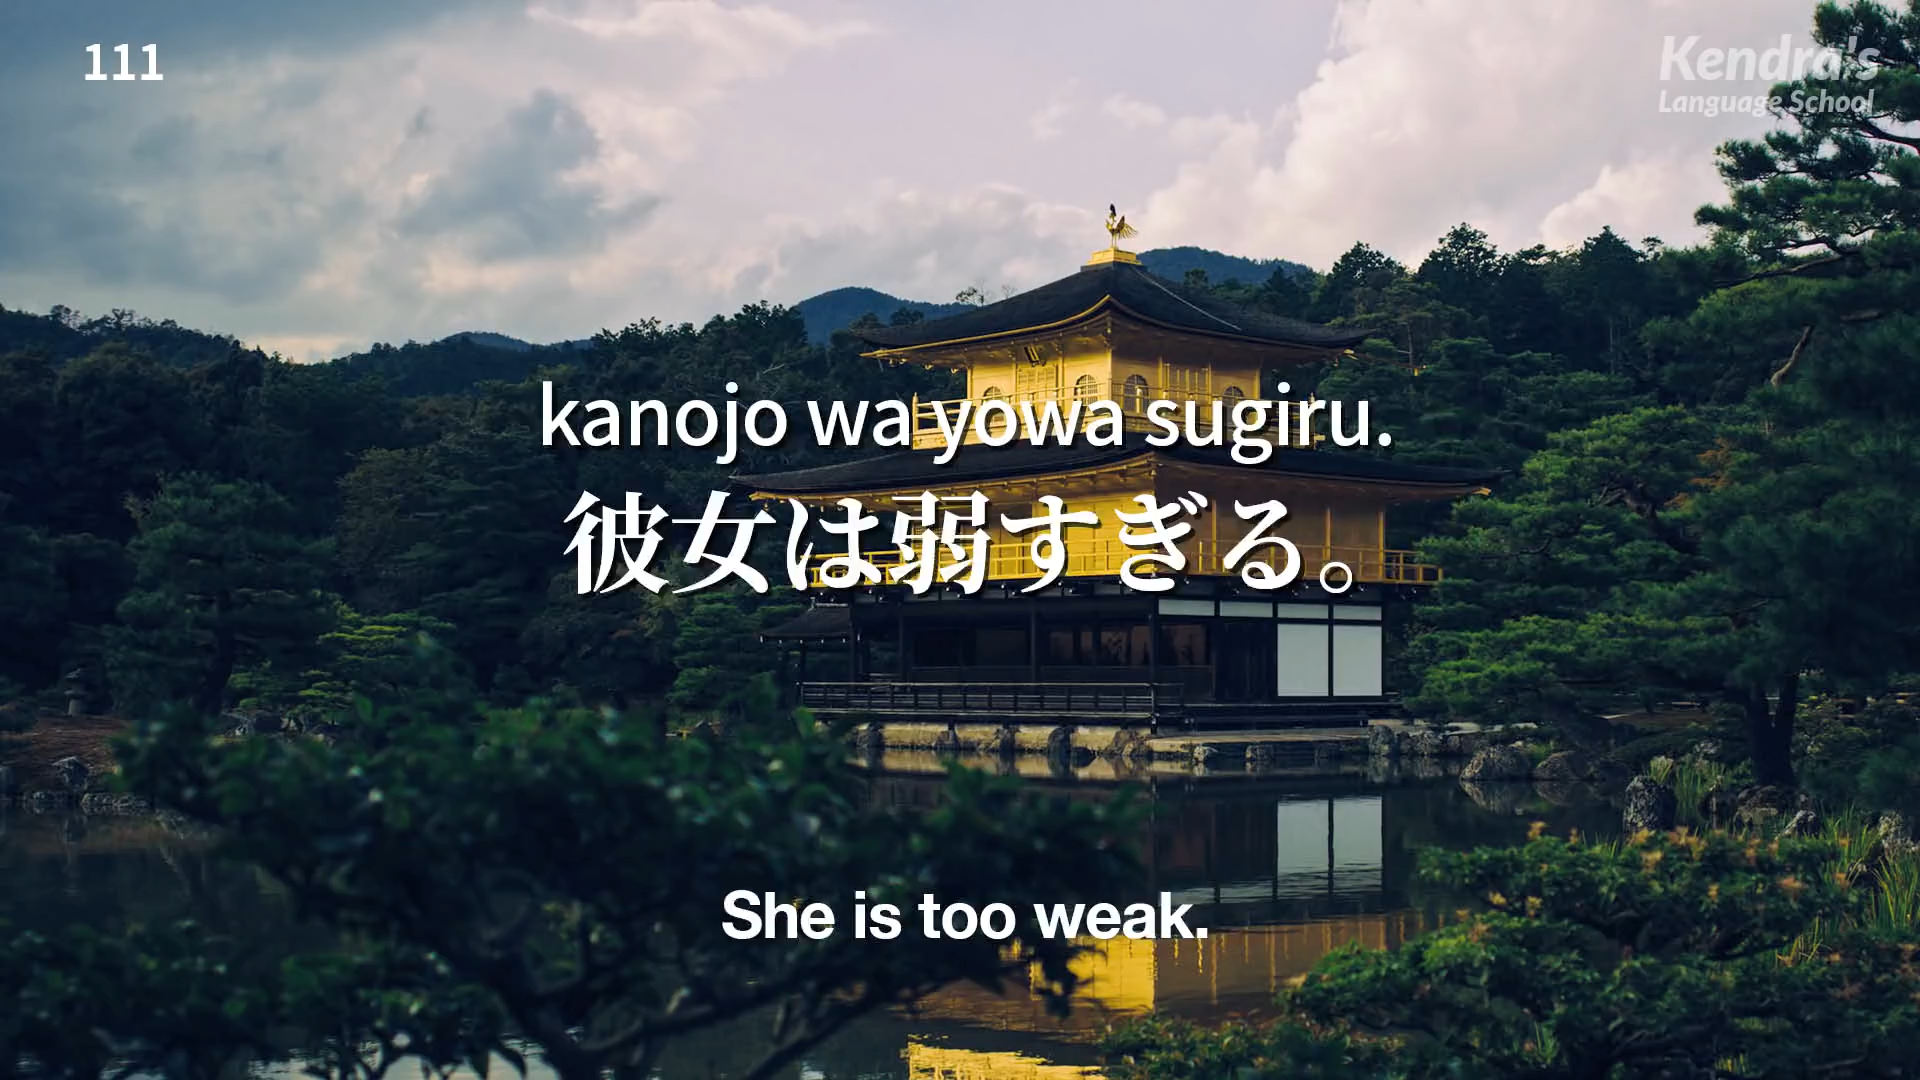 111
Kendra's
Language School
kanojo wa yowa sugiru.
彼女は弱すぎる。
She is too weak.